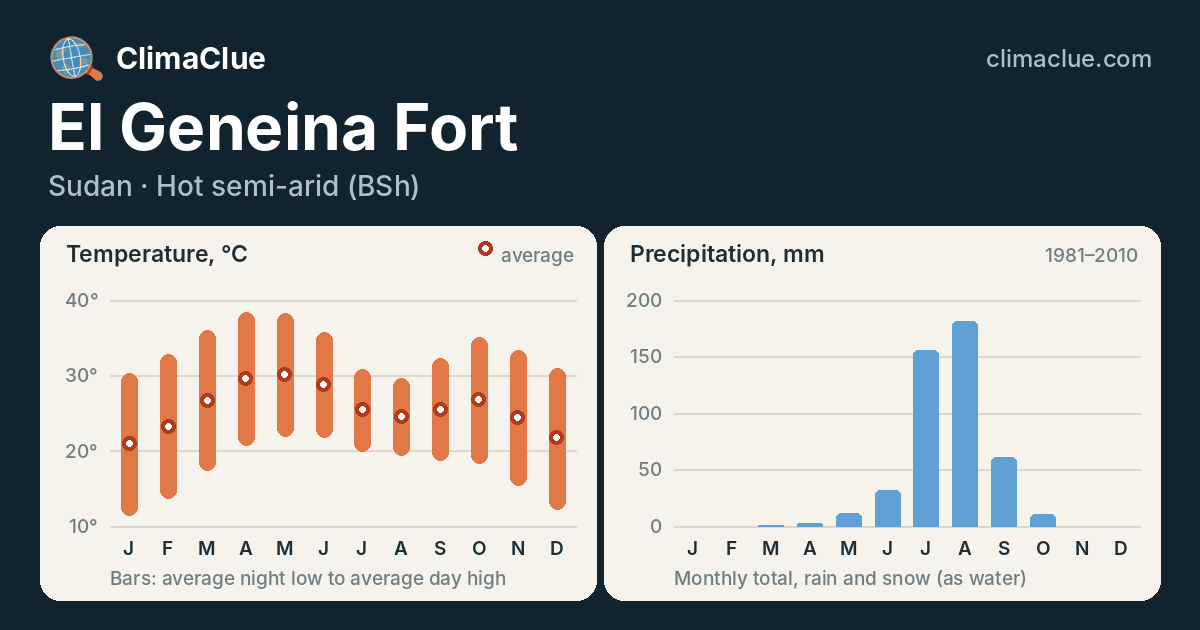 ClimaClue
climaclue.com
El Geneina Fort
Sudan · Hot semi-arid (BSh)
Temperature, °C
average
40°
30°
20°
10°
J F M A M J J A S O N D
Bars: average night low to average day high
Precipitation, mm
1981–2010
200
150
100
50
0
J F M A M J J A S O N D
Monthly total, rain and snow (as water)